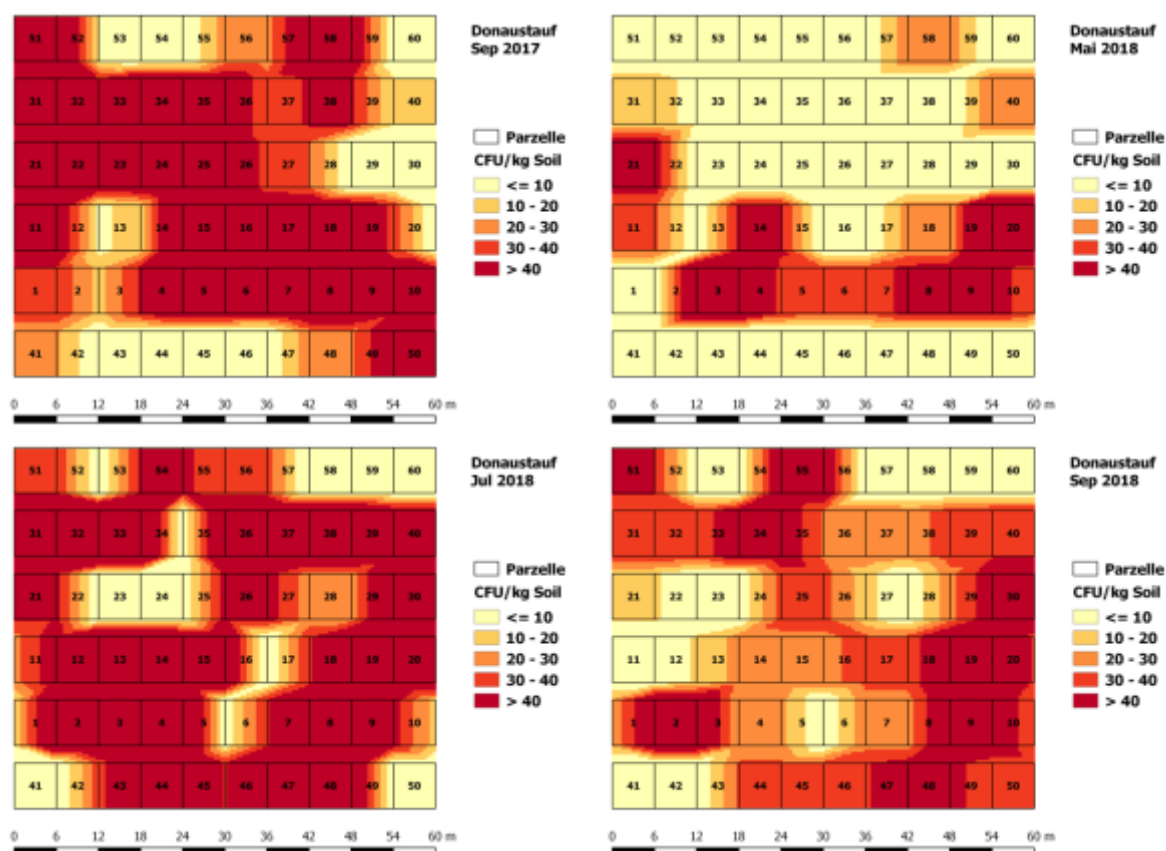 51 52 53 54 55 56 57 58 59 60
31 32 33 34 35 36 37 38 39 40
21 22 23 24 25 26 27 28 29 30
11 12 13 14 15 16 17 18 19 20
1 2 3 4 5 6 7 8 9 10
41 42 43 44 45 46 47 48 49 50
0 6 12 18 24 30 36 42 48 54 60 m
Donaustauf
Sep 2017
Parzelle
CFU/kg Soil
<= 10
10 - 20
20 - 30
30 - 40
> 40
51 52 53 54 55 56 57 58 59 60
31 32 33 34 35 36 37 38 39 40
21 22 23 24 25 26 27 28 29 30
11 12 13 14 15 16 17 18 19 20
1 2 3 4 5 6 7 8 9 10
41 42 43 44 45 46 47 48 49 50
0 6 12 18 24 30 36 42 48 54 60 m
Donaustauf
Mai 2018
Parzelle
CFU/kg Soil
<= 10
10 - 20
20 - 30
30 - 40
> 40
51 52 53 54 55 56 57 58 59 60
31 32 33 34 35 36 37 38 39 40
21 22 23 24 25 26 27 28 29 30
11 12 13 14 15 16 17 18 19 20
1 2 3 4 5 6 7 8 9 10
41 42 43 44 45 46 47 48 49 50
0 6 12 18 24 30 36 42 48 54 60 m
Donaustauf
Jul 2018
Parzelle
CFU/kg Soil
<= 10
10 - 20
20 - 30
30 - 40
> 40
51 52 53 54 55 56 57 58 59 60
31 32 33 34 35 36 37 38 39 40
21 22 23 24 25 26 27 28 29 30
11 12 13 14 15 16 17 18 19 20
1 2 3 4 5 6 7 8 9 10
41 42 43 44 45 46 47 48 49 50
0 6 12 18 24 30 36 42 48 54 60 m
Donaustauf
Sep 2018
Parzelle
CFU/kg Soil
<= 10
10 - 20
20 - 30
30 - 40
> 40